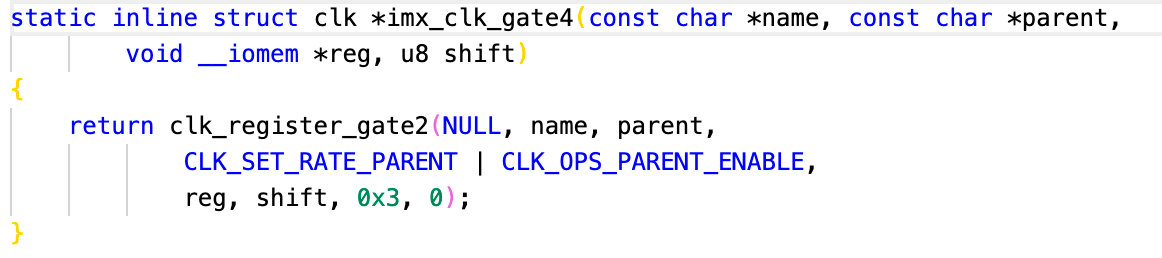 static inline struct clk *imx_clk_gate4(const char *name, const char *parent,
        void __iomem *reg, u8 shift)
{
    return clk_register_gate2(NULL, name, parent,
            CLK_SET_RATE_PARENT | CLK_OPS_PARENT_ENABLE,
            reg, shift, 0x3, 0);
}